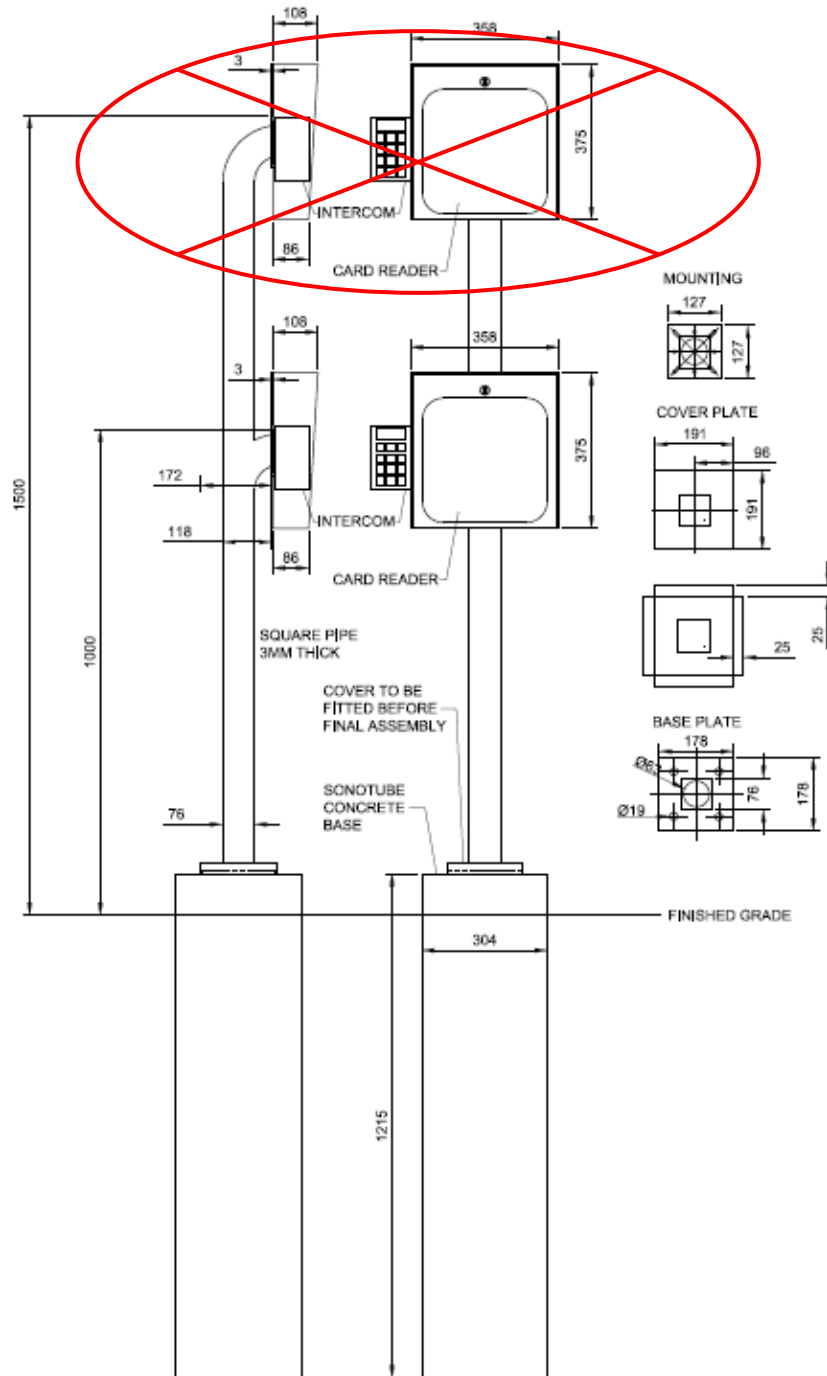 108
358
3
375
1500
INTERCOM
86
CARD READER
MOUNTING
127
127
108
358
3
COVER PLATE
191
96
375
172
191
INTERCOM
118
86
CARD READER
1000
SQUARE PIPE
3MM THICK
25
25
COVER TO BE
FITTED BEFORE
FINAL ASSEMBLY
BASE PLATE
178
SONOTUBE
CONCRETE
BASE
76
178
76
Ø19
FINISHED GRADE
304
1215